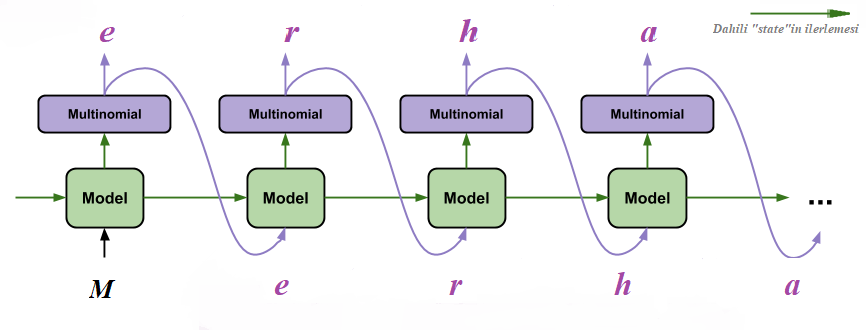 e r h a
Dahili "state"in ilerlemesi
Multinomial Multinomial Multinomial Multinomial
Model Model Model Model ...
M e r h a